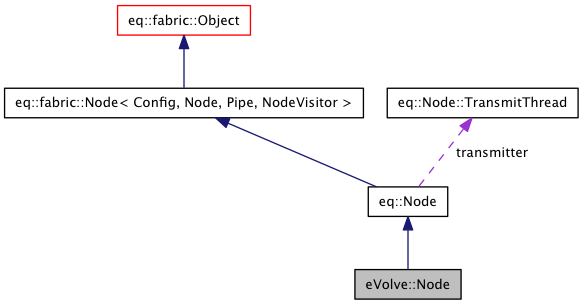 eq::fabric::Object
eq::fabric::Node< Config, Node, Pipe, NodeVisitor >
eq::Node::TransmitThread
transmitter
eq::Node
eVolve::Node